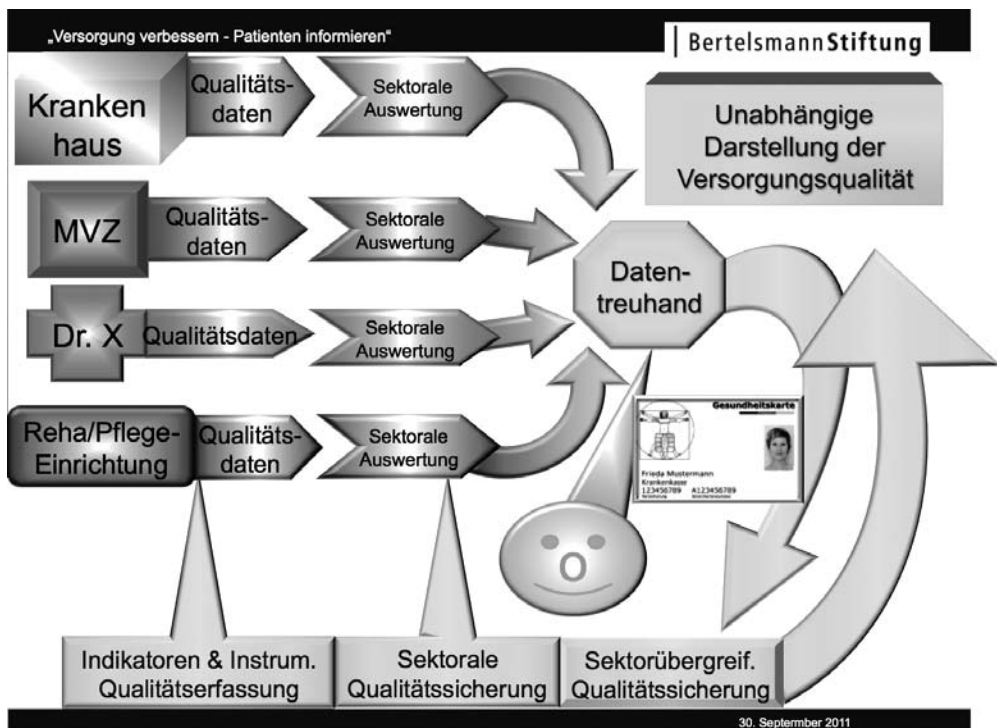 „Versorgung verbessern - Patienten informieren“
BertelsmannStiftung
Kranken
haus
Qualitäts-
daten
Sektorale
Auswertung
Unabhängige
Darstellung der
Versorgungsqualität
MVZ
Qualitäts-
daten
Sektorale
Auswertung
Daten-
treuhand
Dr. X
Qualitätsdaten
Sektorale
Auswertung
Reha/Pflege-
Einrichtung
Qualitäts-
daten
Sektorale
Auswertung
Gesundheitskarte
Frieda Mustermann
Krankenkasse
123456789 A123456789
Indikatoren & Instrum.
Qualitätserfassung
Sektorale
Qualitätssicherung
Sektorübergreif.
Qualitätssicherung
30. Septermber 2011